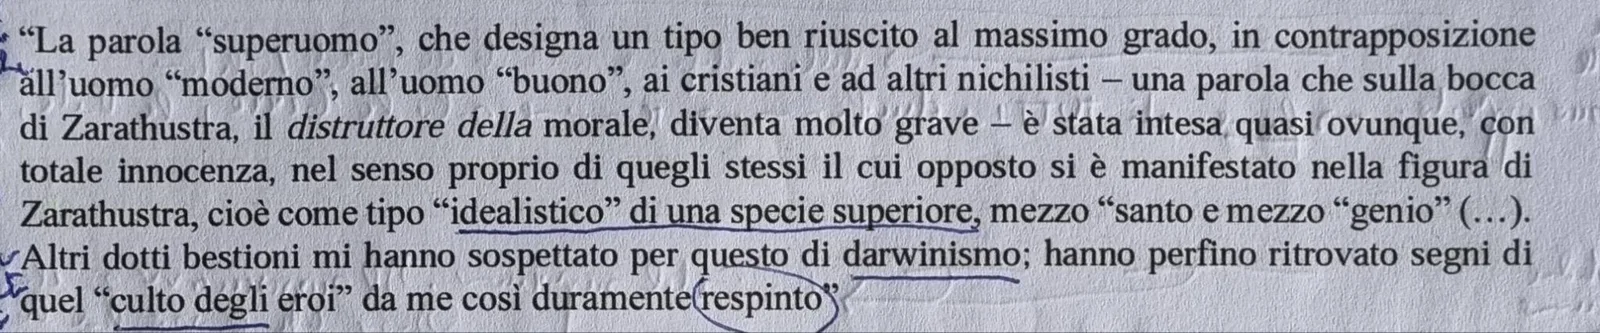 “La parola “superuomo”, che designa un tipo ben riuscito al massimo grado, in contrapposizione
all’uomo “moderno”, all’uomo “buono”, ai cristiani e ad altri nichilisti – una parola che sulla bocca
di Zarathustra, il distruttore della morale, diventa molto grave – è stata intesa quasi ovunque, con
totale innocenza, nel senso proprio di quegli stessi il cui opposto si è manifestato nella figura di
Zarathustra, cioè come tipo “idealistico” di una specie superiore, mezzo “santo e mezzo “genio” (…).
Altri dotti bestioni mi hanno sospettato per questo di darwinismo; hanno perfino ritrovato segni di
quel “culto degli eroi” da me così duramente respinto”